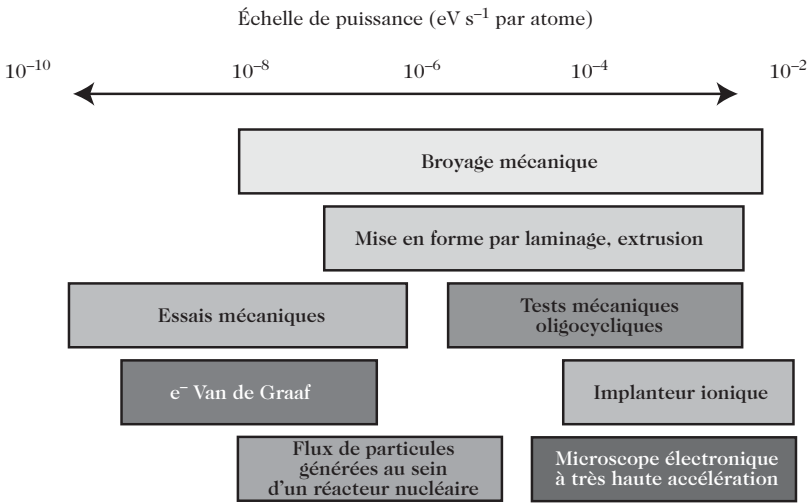 Échelle de puissance (eV s⁻¹ par atome)
10⁻¹⁰ 10⁻⁸ 10⁻⁶ 10⁻⁴ 10⁻²
Broyage mécanique
Mise en forme par laminage, extrusion
Essais mécaniques
Tests mécaniques
oligocycliques
e⁻ Van de Graaf
Implanteur ionique
Flux de particules
générées au sein
d'un réacteur nucléaire
Microscope électronique
à très haute accélération